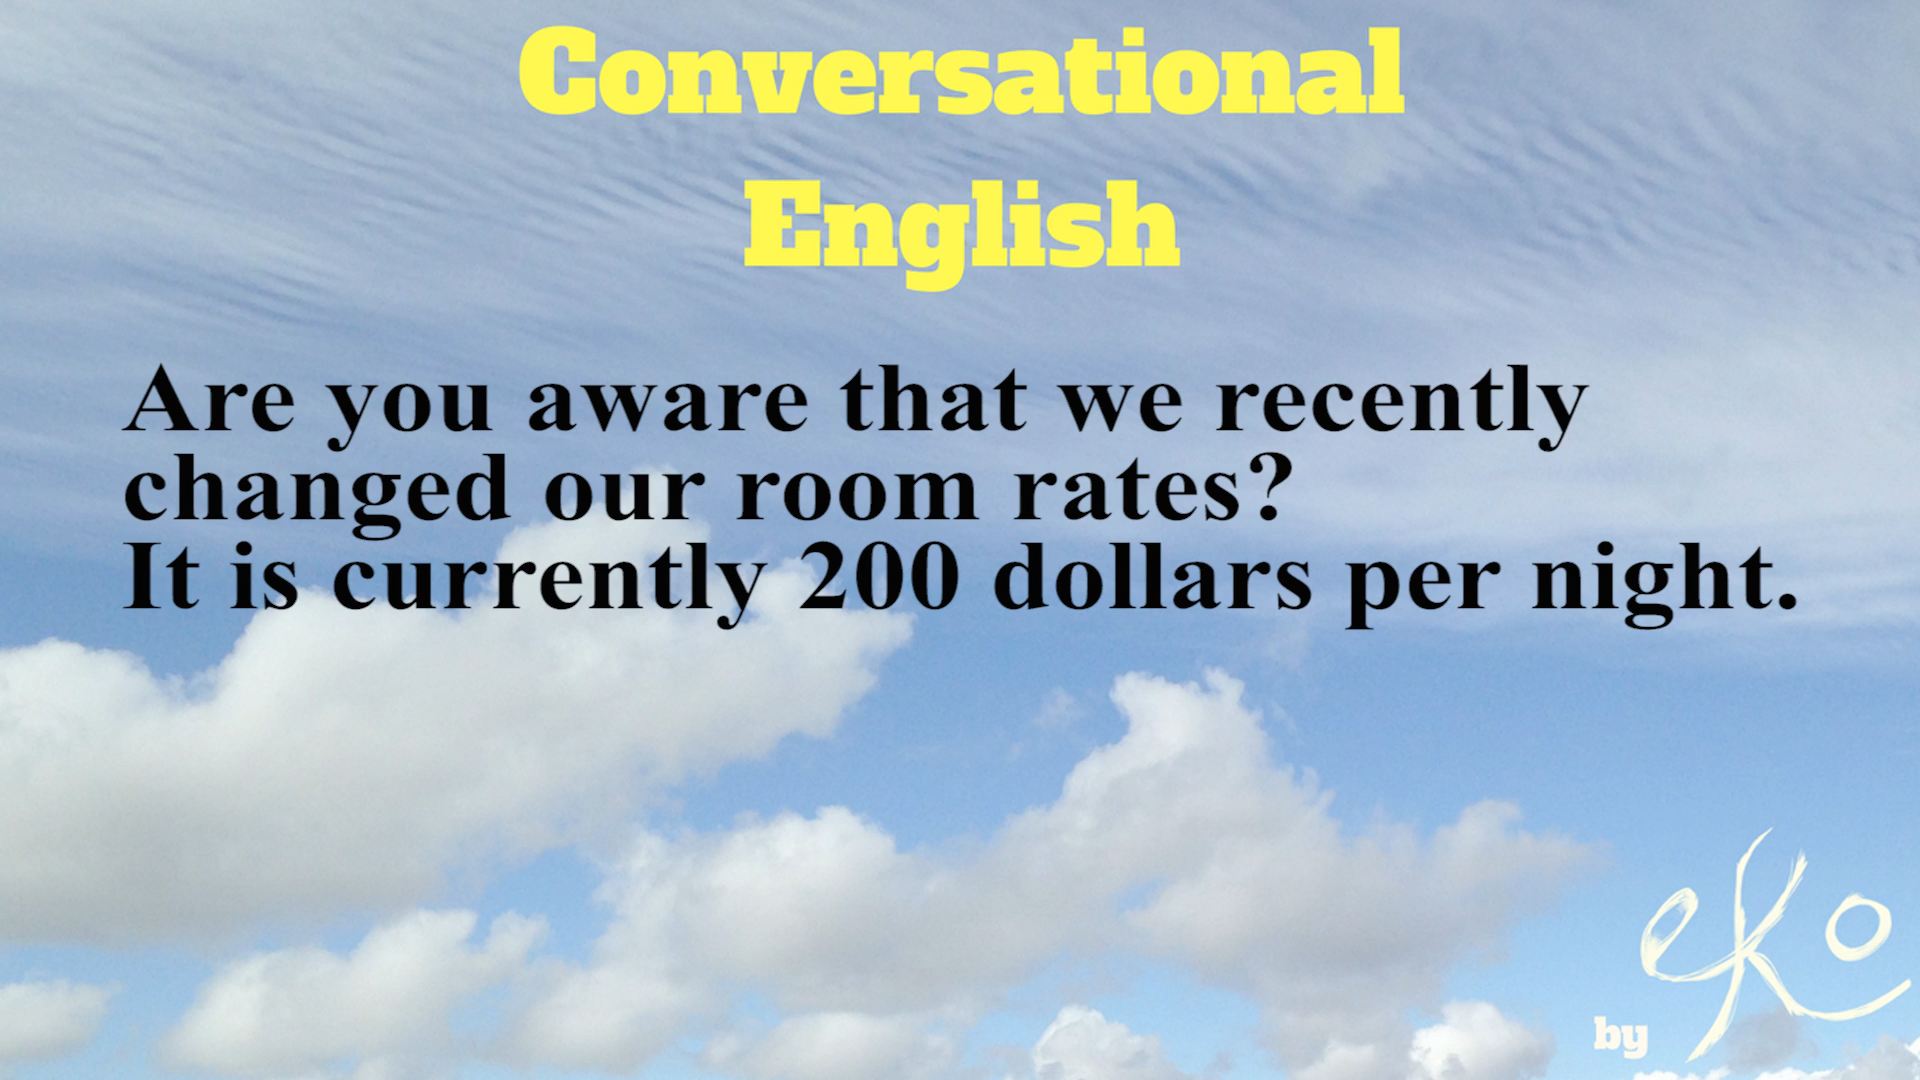 Conversational
English
Are you aware that we recently
changed our room rates?
It is currently 200 dollars per night.
by eko